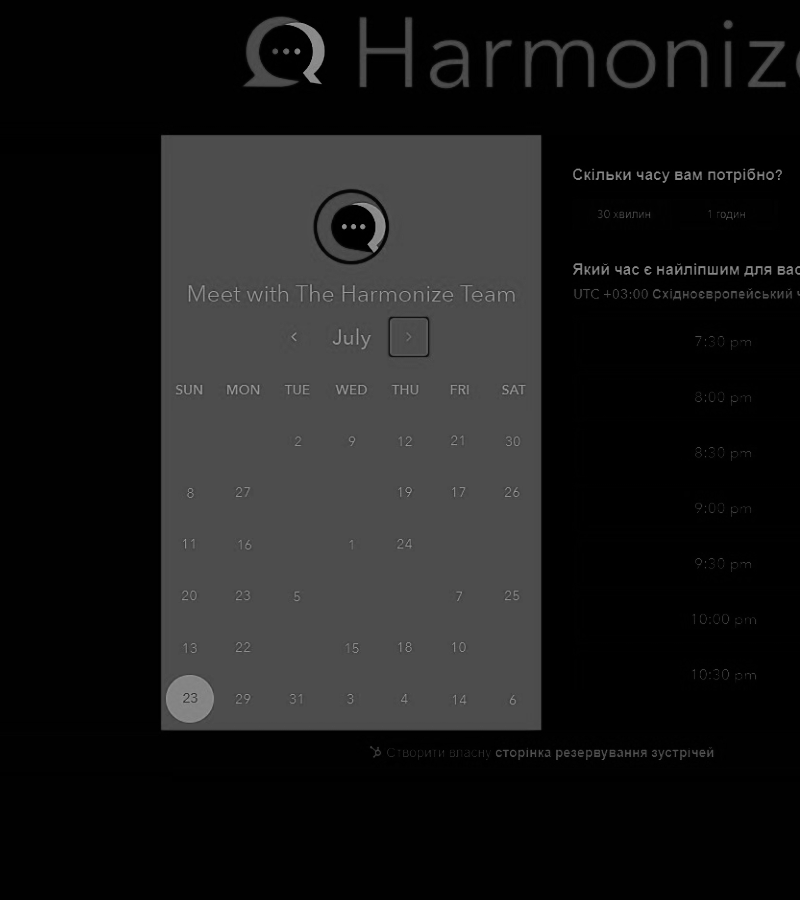 Harmonize
Meet with The Harmonize Team
July
SUN MON TUE WED THU FRI SAT
2 9 12 21 30
8 27 19 17 26
11 16 1 24
20 23 5 7 25
13 22 15 18 10
23 29 31 3 4 14 6
Скільки часу вам потрібно?
30 хвилин 1 годин
Який час є найліпшим для вас
UTC +03:00 Східноєвропейський ч
7:30 pm
8:00 pm
8:30 pm
9:00 pm
9:30 pm
10:00 pm
10:30 pm
Створити власну сторінка резервування зустрічей